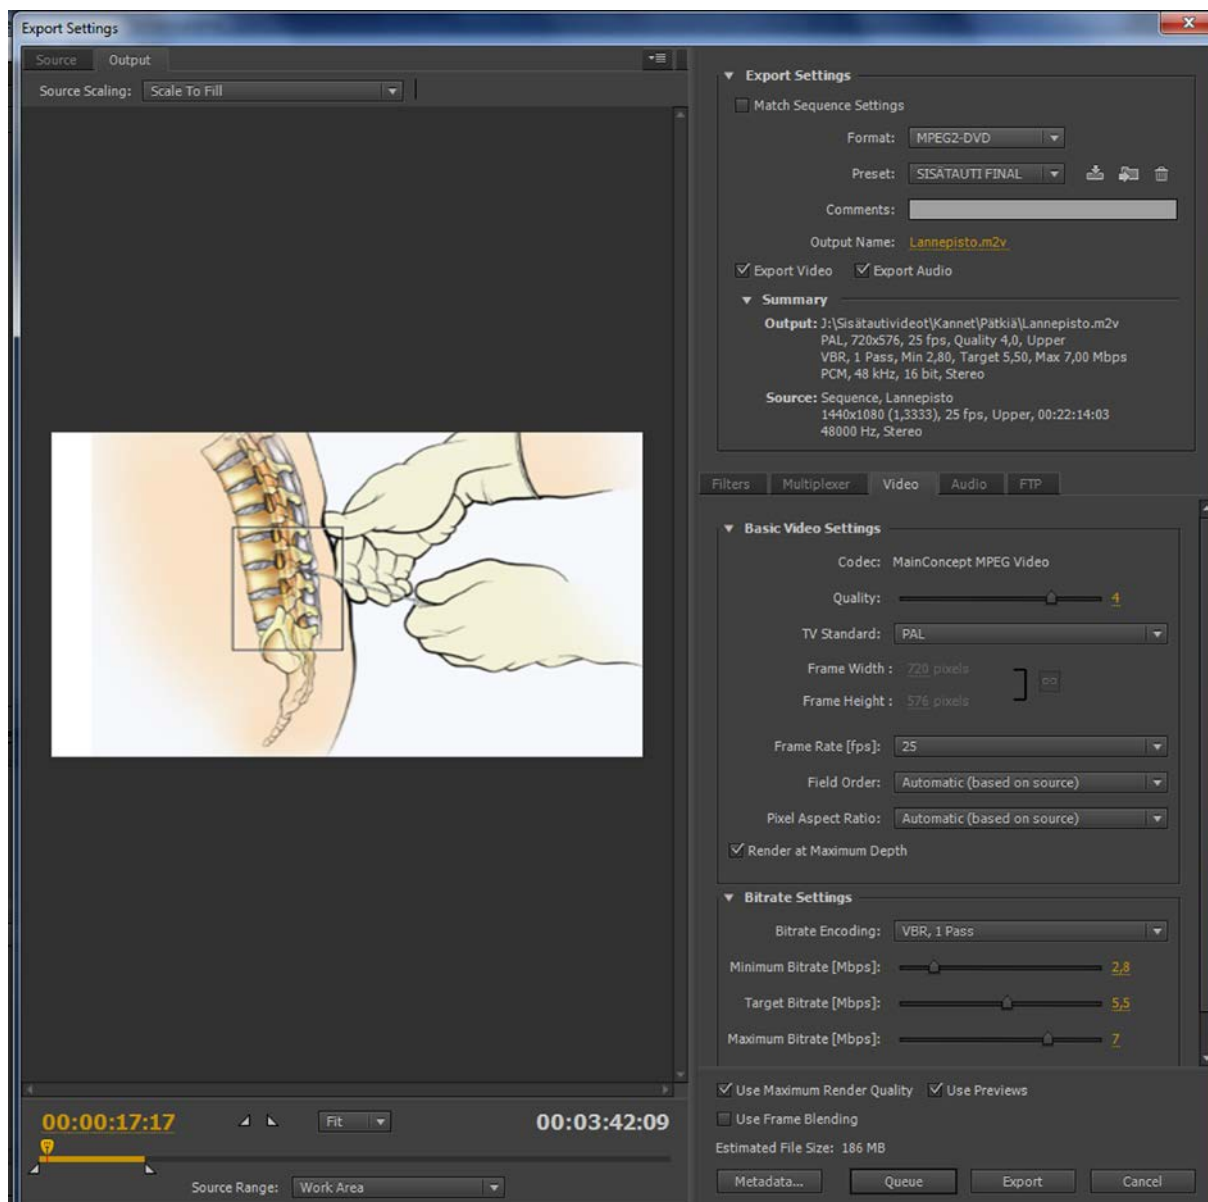 Export Settings
Source Output
Source Scaling: Scale To Fill
00:00:17:17 Fit 00:03:42:09
Source Range: Work Area
Export Settings
Match Sequence Settings
Format: MPEG2-DVD
Preset: SISÄTAUTI FINAL
Comments:
Output Name: Lannepisto.m2v
Export Video Export Audio
Summary
Output: J:\Sisätautivideot\Kannet\Pätkiä\Lannepisto.m2v
PAL, 720x576, 25 fps, Quality 4,0, Upper
VBR, 1 Pass, Min 2,80, Target 5,50, Max 7,00 Mbps
PCM, 48 kHz, 16 bit, Stereo
Source: Sequence, Lannepisto
1440x1080 (1,3333), 25 fps, Upper, 00:22:14:03
48000 Hz, Stereo
Filters Multiplexer Video Audio FTP
Basic Video Settings
Codec: MainConcept MPEG Video
Quality: 4
TV Standard: PAL
Frame Width : 720 pixels
Frame Height : 576 pixels
Frame Rate [fps]: 25
Field Order: Automatic (based on source)
Pixel Aspect Ratio: Automatic (based on source)
Render at Maximum Depth
Bitrate Settings
Bitrate Encoding: VBR, 1 Pass
Minimum Bitrate [Mbps]: 2,8
Target Bitrate [Mbps]: 5,5
Maximum Bitrate [Mbps]: 7
Use Maximum Render Quality Use Previews
Use Frame Blending
Estimated File Size: 186 MB
Metadata... Queue Export Cancel